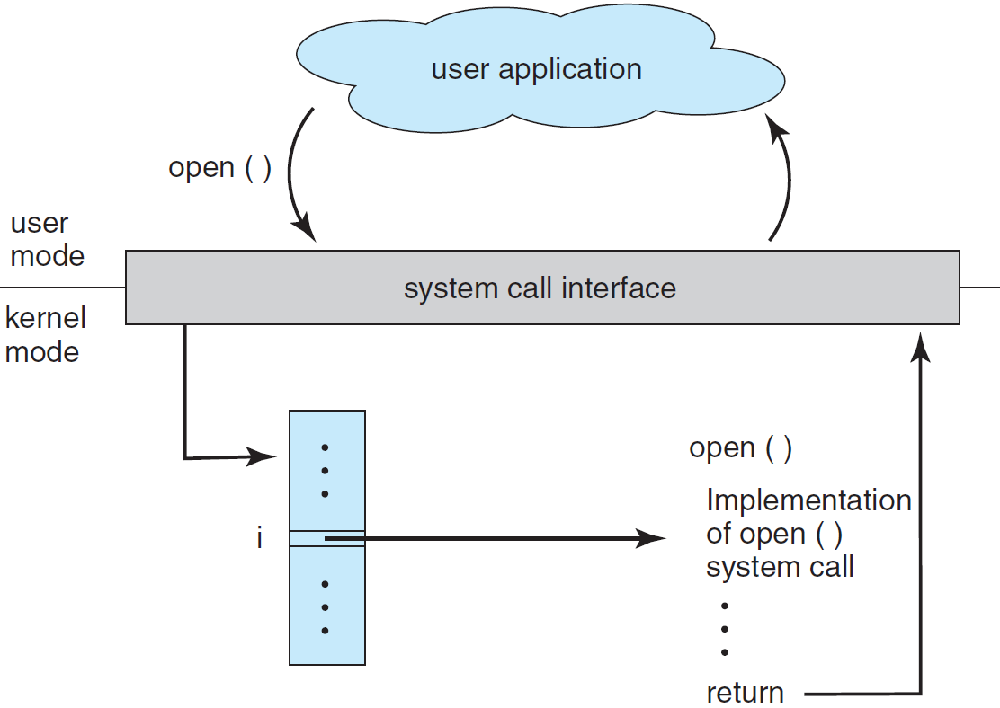 user application
open ( )
user
mode
system call interface
kernel
mode
open ( )
Implementation
of open ( )
system call
i
return